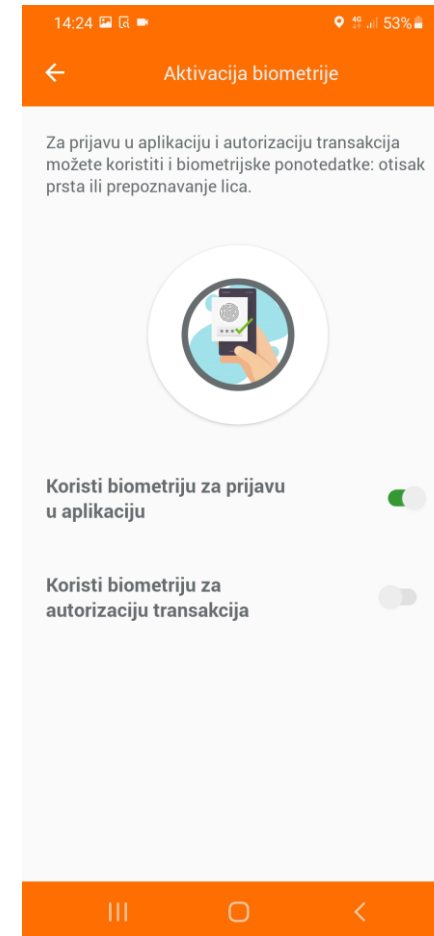 14:24 4G 53%
Aktivacija biometrije
Za prijavu u aplikaciju i autorizaciju transakcija
možete koristiti i biometrijske ponotedatke: otisak
prsta ili prepoznavanje lica.
Koristi biometriju za prijavu
u aplikaciju
Koristi biometriju za
autorizaciju transakcija